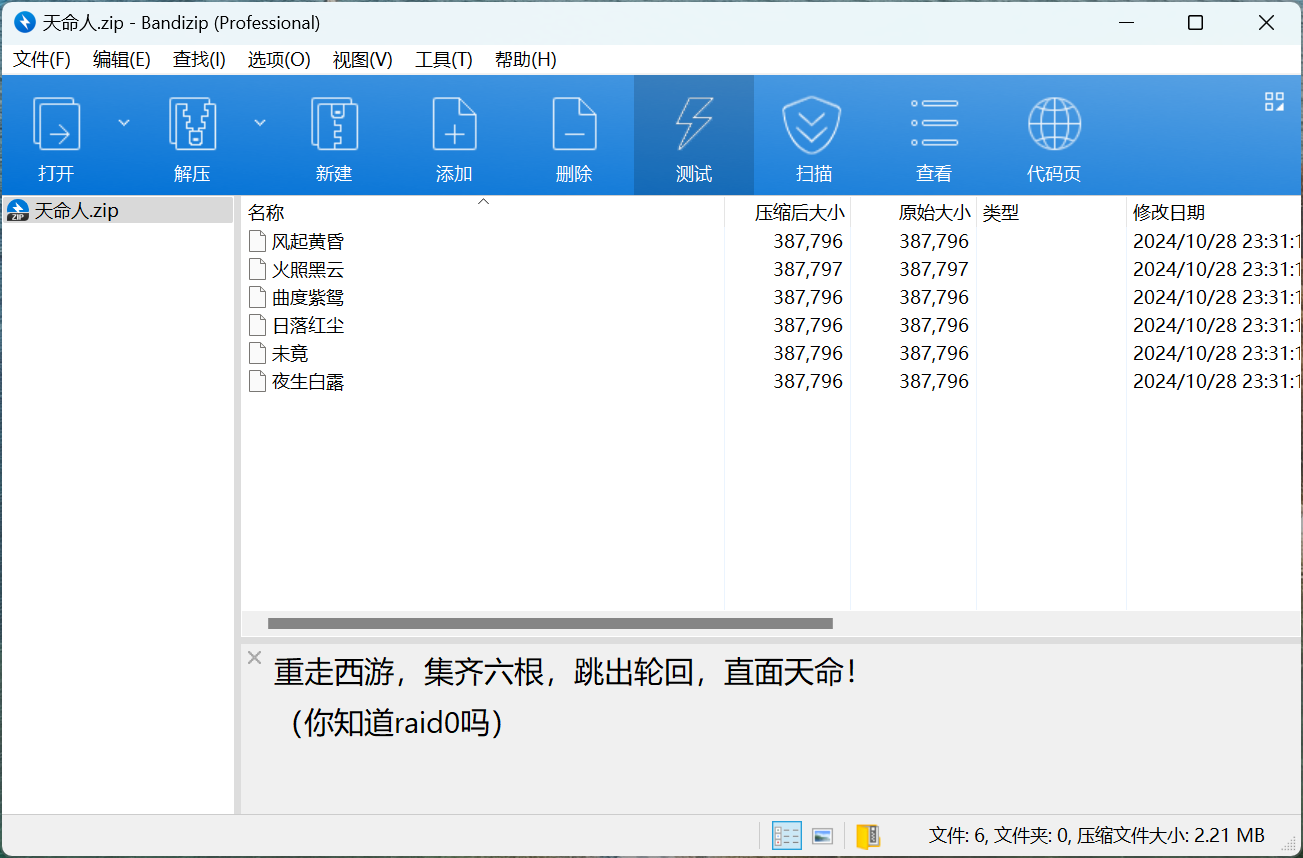 天命人.zip - Bandizip (Professional)
文件(F) 编辑(E) 查找(I) 选项(O) 视图(V) 工具(T) 帮助(H)
打开 解压 新建 添加 删除 测试 扫描 查看 代码页
天命人.zip
名称 压缩后大小 原始大小 类型 修改日期
风起黄昏 387,796 387,796 2024/10/28 23:31:1
火照黑云 387,797 387,797 2024/10/28 23:31:1
曲度紫鸳 387,796 387,796 2024/10/28 23:31:1
日落红尘 387,796 387,796 2024/10/28 23:31:1
未竟 387,796 387,796 2024/10/28 23:31:1
夜生白露 387,796 387,796 2024/10/28 23:31:1
重走西游，集齐六根，跳出轮回，直面天命！
（你知道raid0吗）
文件: 6, 文件夹: 0, 压缩文件大小: 2.21 MB